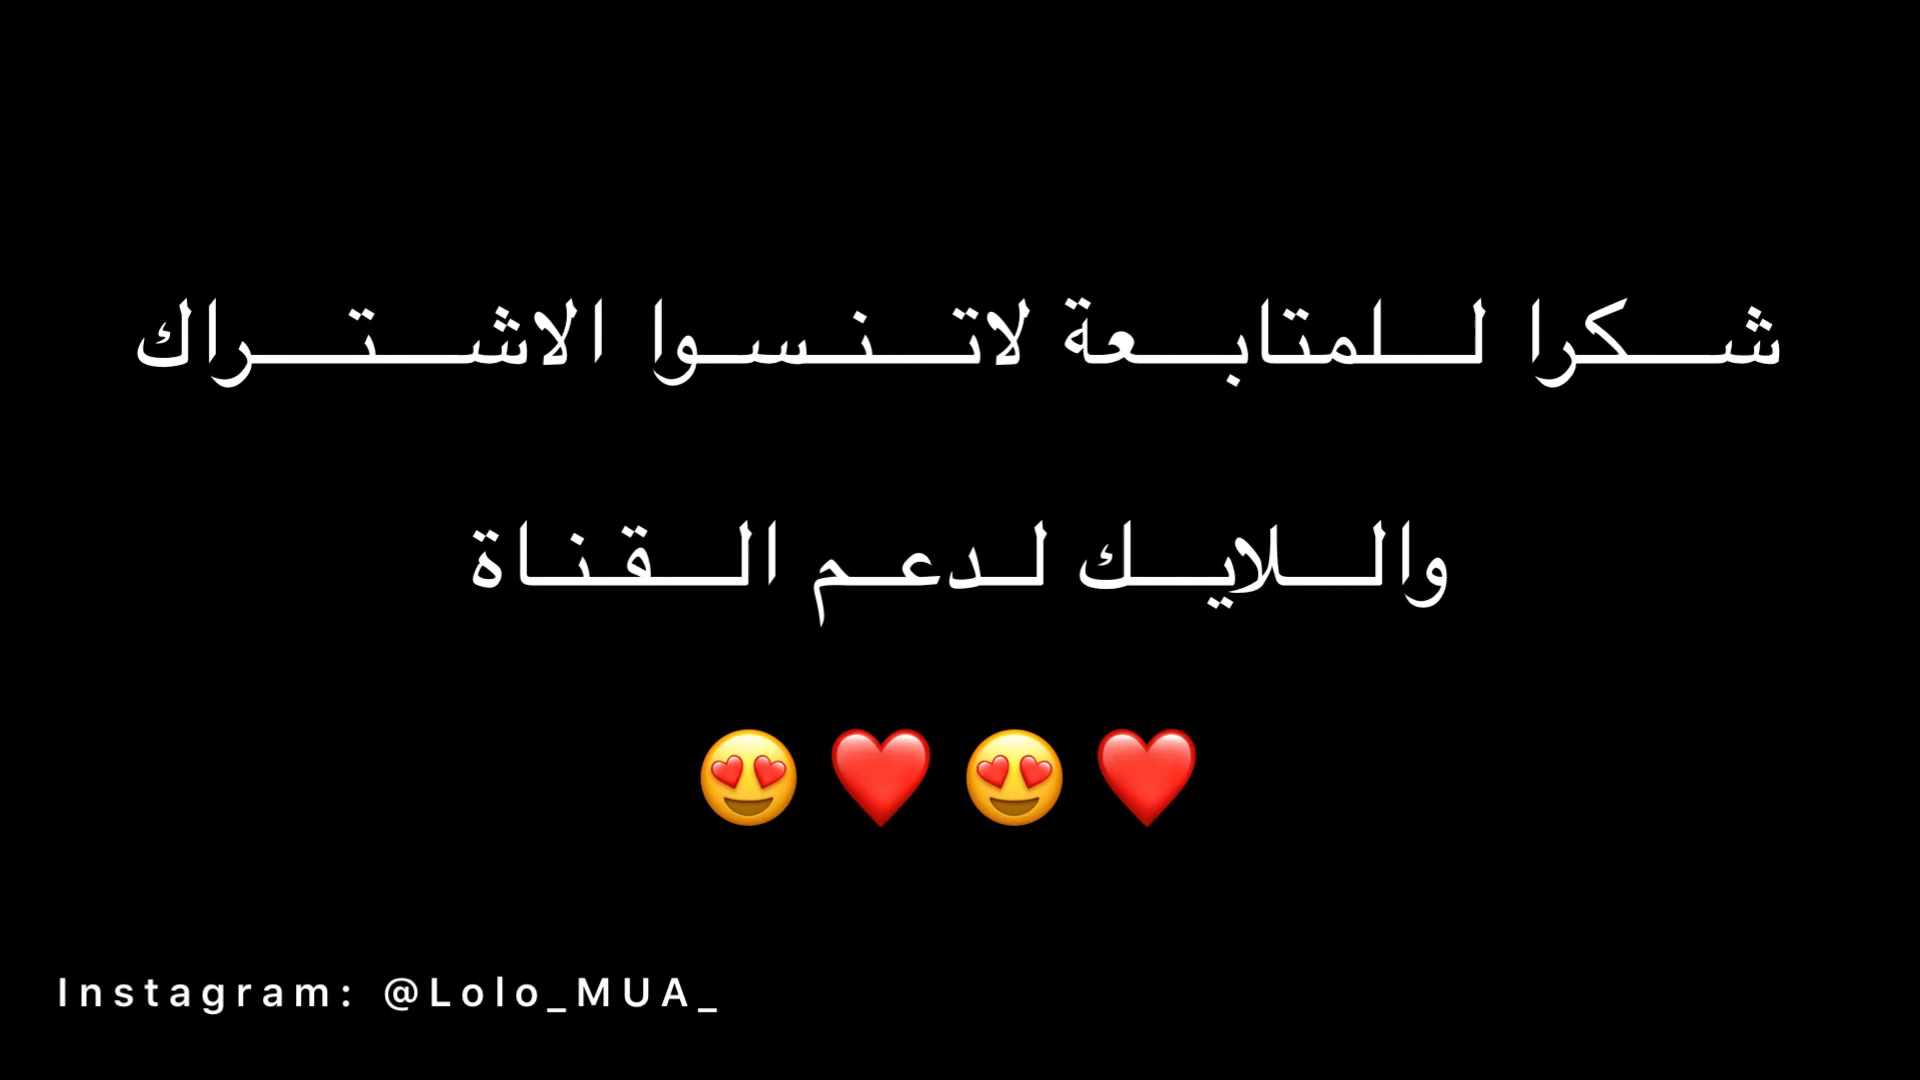 شكرا للمتابعة لاتنسوا الاشتراك
واللايك لدعم القناة
😍 ❤️ 😍 ❤️
Instagram: @Lolo_MUA_